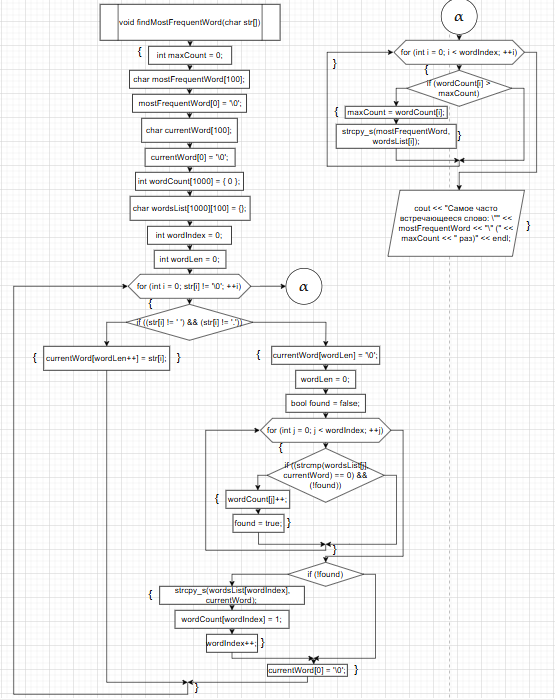 void findMostFrequentWord(char str[])
{
int maxCount = 0;
char mostFrequentWord[100];
mostFrequentWord[0] = '\0';
char currentWord[100];
currentWord[0] = '\0';
int wordCount[1000] = { 0 };
char wordsList[1000][100] = {};
int wordIndex = 0;
int wordLen = 0;
for (int i = 0; str[i] != '\0'; ++i)
α
{
if ((str[i] != ' ') && (str[i] != '.'))
{
currentWord[wordLen++] = str[i];
}
{
currentWord[wordLen] = '\0';
wordLen = 0;
bool found = false;
for (int j = 0; j < wordIndex; ++j)
{
if ((strcmp(wordsList[j],
currentWord) == 0) &&
(!found))
{
wordCount[j]++;
found = true;
}
}
if (!found)
{
strcpy_s(wordsList[wordIndex],
currentWord);
wordCount[wordIndex] = 1;
wordIndex++;
}
currentWord[0] = '\0';
}
}
α
for (int i = 0; i < wordIndex; ++i)
}
{
if (wordCount[i] >
maxCount)
{
maxCount = wordCount[i];
strcpy_s(mostFrequentWord,
wordsList[i]);
}
cout << "Самое часто
встречающееся слово: \"" <<
mostFrequentWord << "\" (" <<
maxCount << " раз)" << endl;
}